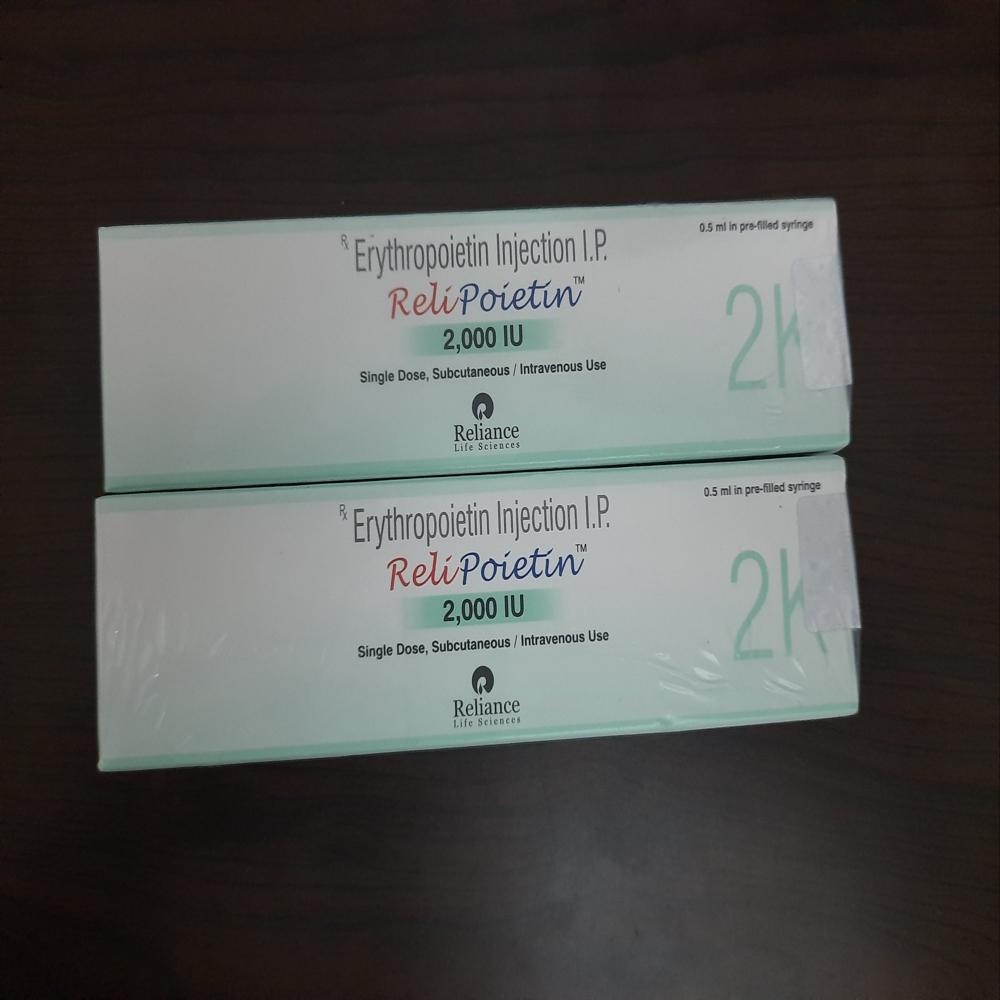 0.5 ml in pre-filled syringe
℞ Erythropoietin Injection I.P.
ReliPoietin™
2,000 IU
Single Dose, Subcutaneous / Intravenous Use
2K
Reliance
Life Sciences
0.5 ml in pre-filled syringe
℞ Erythropoietin Injection I.P.
ReliPoietin™
2,000 IU
Single Dose, Subcutaneous / Intravenous Use
2K
Reliance
Life Sciences